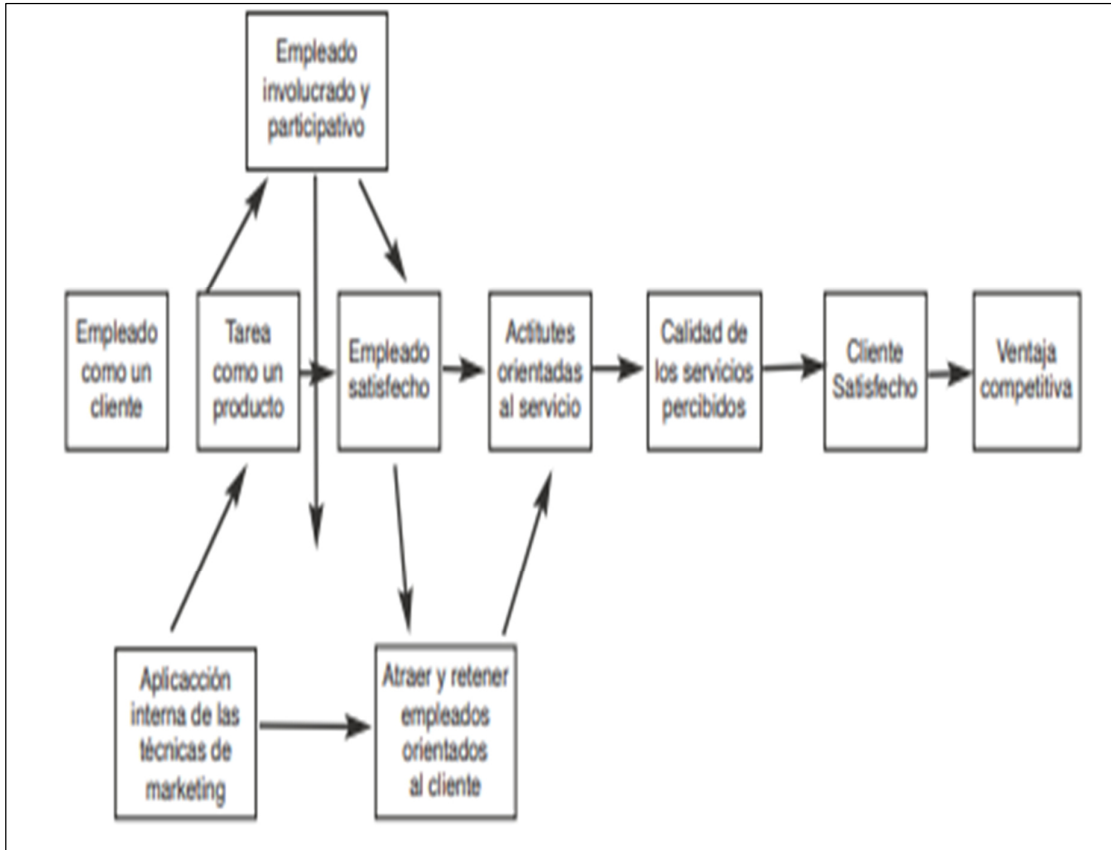 Empleado
involucrado y
participativo
Empleado
como un
cliente
Tarea
como un
producto
Empleado
satisfecho
Actitutes
orientadas
al servicio
Calidad de
los servicios
percibidos
Cliente
Satisfecho
Ventaja
competitiva
Aplicacción
interna de las
técnicas de
marketing
Atraer y retener
empleados
orientados
al cliente